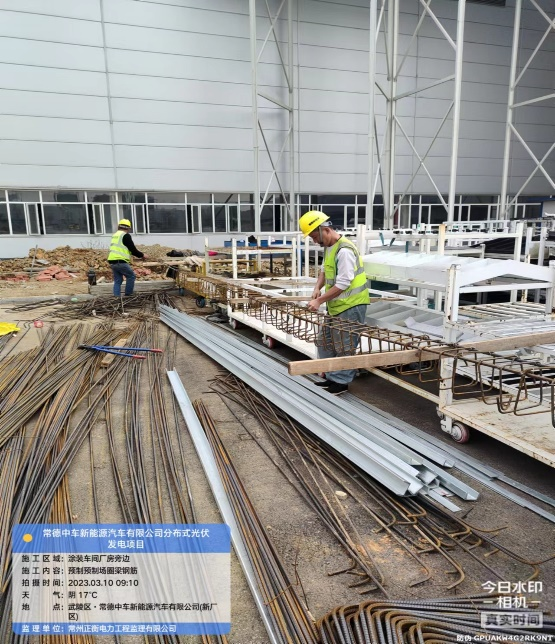 常德中车新能源汽车有限公司分布式光伏
发电项目
施工区域：涂装车间厂房旁边
施工内容：预制预制场圈梁钢筋
拍摄时间：2023.03.10 09:10
天　　气：阴 17℃
地　　点：武陵区·常德中车新能源汽车有限公司(新厂
区)
监理单位：常州正衡电力工程监理有限公司
今日水印
相机
真实时间
防伪 GPUAKW4G2RK9N1